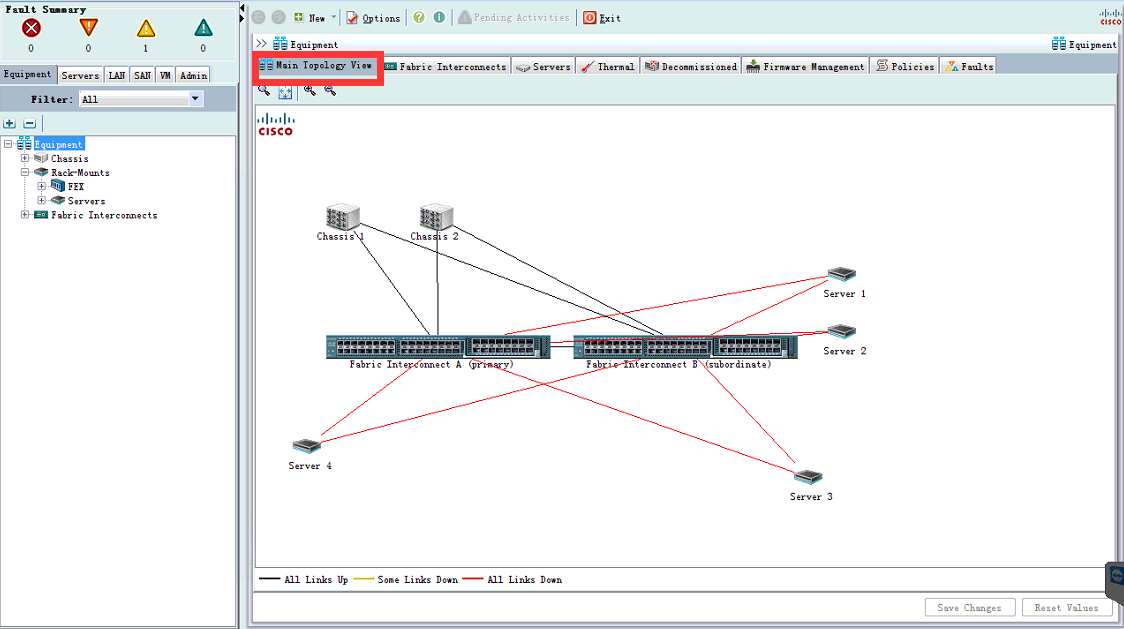 Fault Summary
0 0 1 0
New Options Pending Activities Exit
CISCO
Equipment Servers LAN SAN VM Admin
Filter: All
Equipment
Chassis
Rack-Mounts
FEX
Servers
Fabric Interconnects
>> Equipment Equipment
Main Topology View Fabric Interconnects Servers Thermal Decommissioned Firmware Management Policies Faults
CISCO
Chassis 1 Chassis 2
Server 1
Server 2
Fabric Interconnect A (primary) Fabric Interconnect B (subordinate)
Server 4
Server 3
All Links Up Some Links Down All Links Down
Save Changes Reset Values